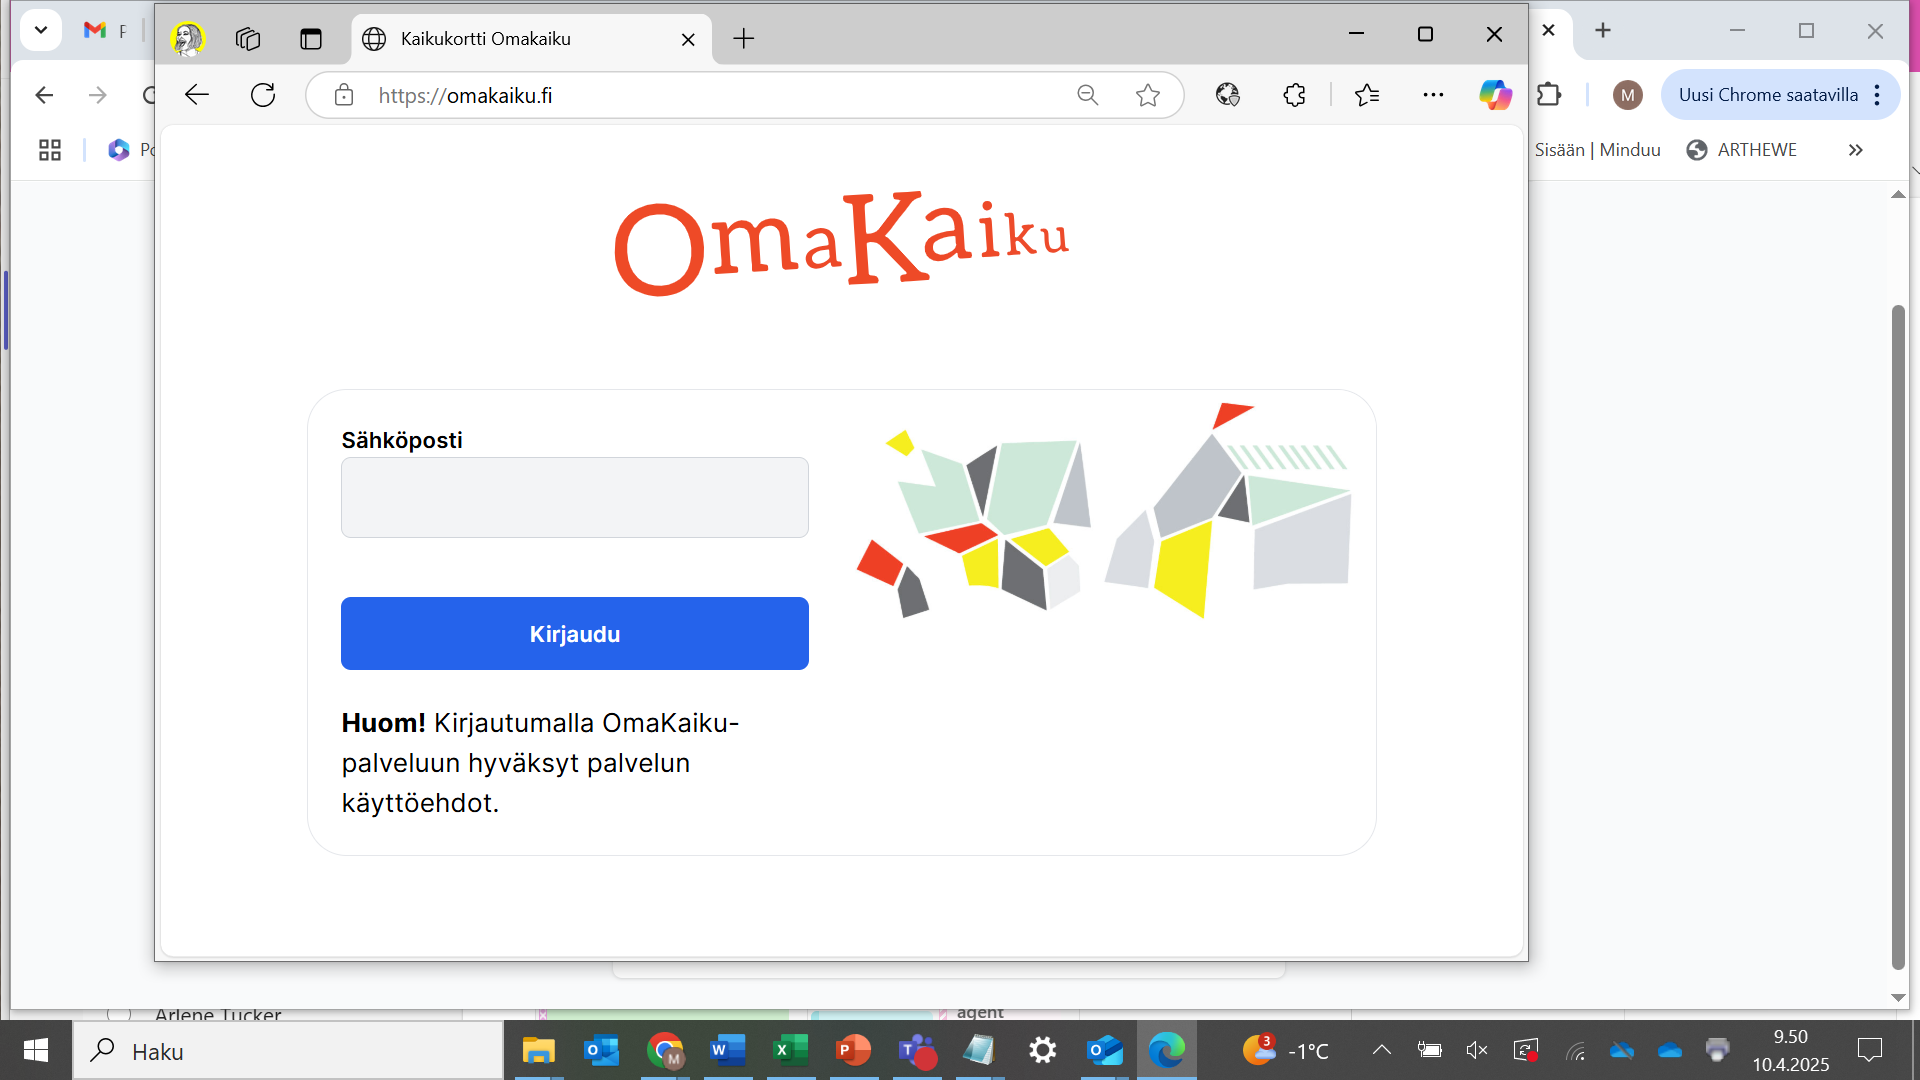 F
Kaikukortti Omakaiku
https://omakaiku.fi
M
Uusi Chrome saatavilla
Sisään | Minduu
ARTHEWE
OmaKaiku
Sähköposti
Kirjaudu
Huom! Kirjautumalla OmaKaiku-
palveluun hyväksyt palvelun
käyttöehdot.
Arlene Tucker
agent
Haku
M
3
-1°C
9.50
10.4.2025